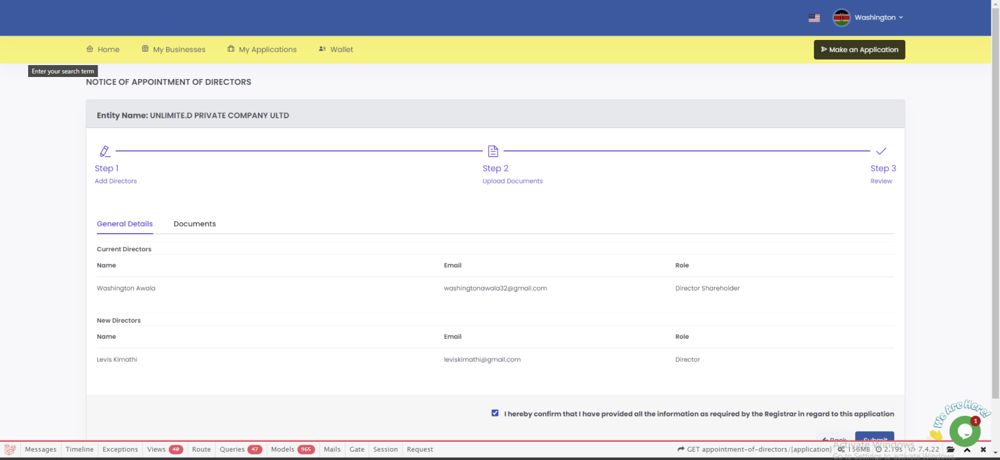 Washington
Home My Businesses My Applications Wallet Make an Application
Enter your search term
NOTICE OF APPOINTMENT OF DIRECTORS
Entity Name: UNLIMITE.D PRIVATE COMPANY ULTD
Step 1 Step 2 Step 3
Add Directors Upload Documents Review
General Details Documents
Current Directors
Name Email Role
Washington Awala washingtonawala32@gmail.com Director Shareholder
New Directors
Name Email Role
Levis Kimathi leviskimathi@gmail.com Director
We Are Here!
1
I hereby confirm that I have provided all the information as required by the Registrar in regard to this application
Back Submit
Activate Windows
Messages Timeline Exceptions Views 40 Route Queries 47 Models 965 Mails Gate Session Request GET appointment-of-directors/{application} 156MB 2.19s 7.4.22
Go to Settings to activate Windows.